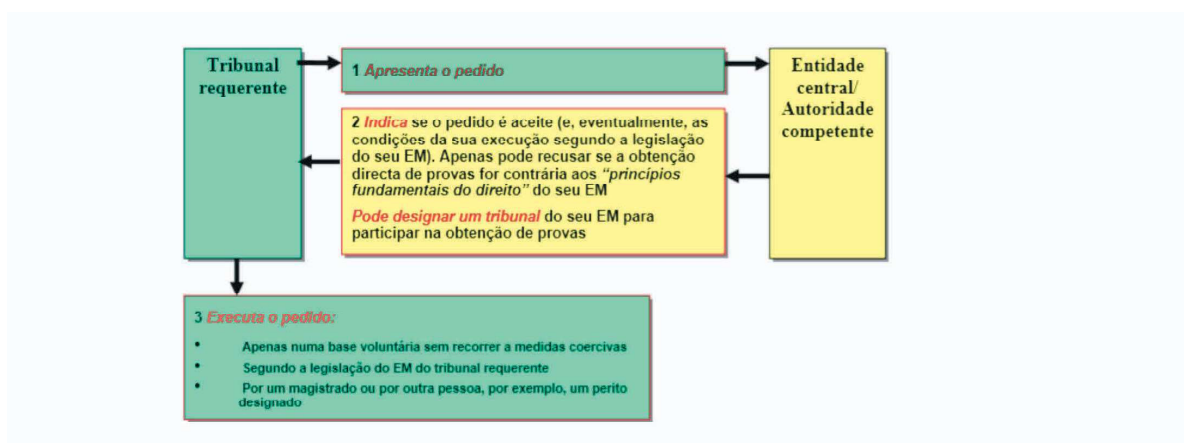 Tribunal
requerente
1 Apresenta o pedido
Entidade
central/
Autoridade
competente
2 Indica se o pedido é aceite (e, eventualmente, as
condições da sua execução segundo a legislação
do seu EM). Apenas pode recusar se a obtenção
directa de provas for contrária aos “princípios
fundamentais do direito” do seu EM
Pode designar um tribunal do seu EM para
participar na obtenção de provas
3 Executa o pedido:
• Apenas numa base voluntária sem recorrer a medidas coercivas
• Segundo a legislação do EM do tribunal requerente
• Por um magistrado ou por outra pessoa, por exemplo, um perito
designado